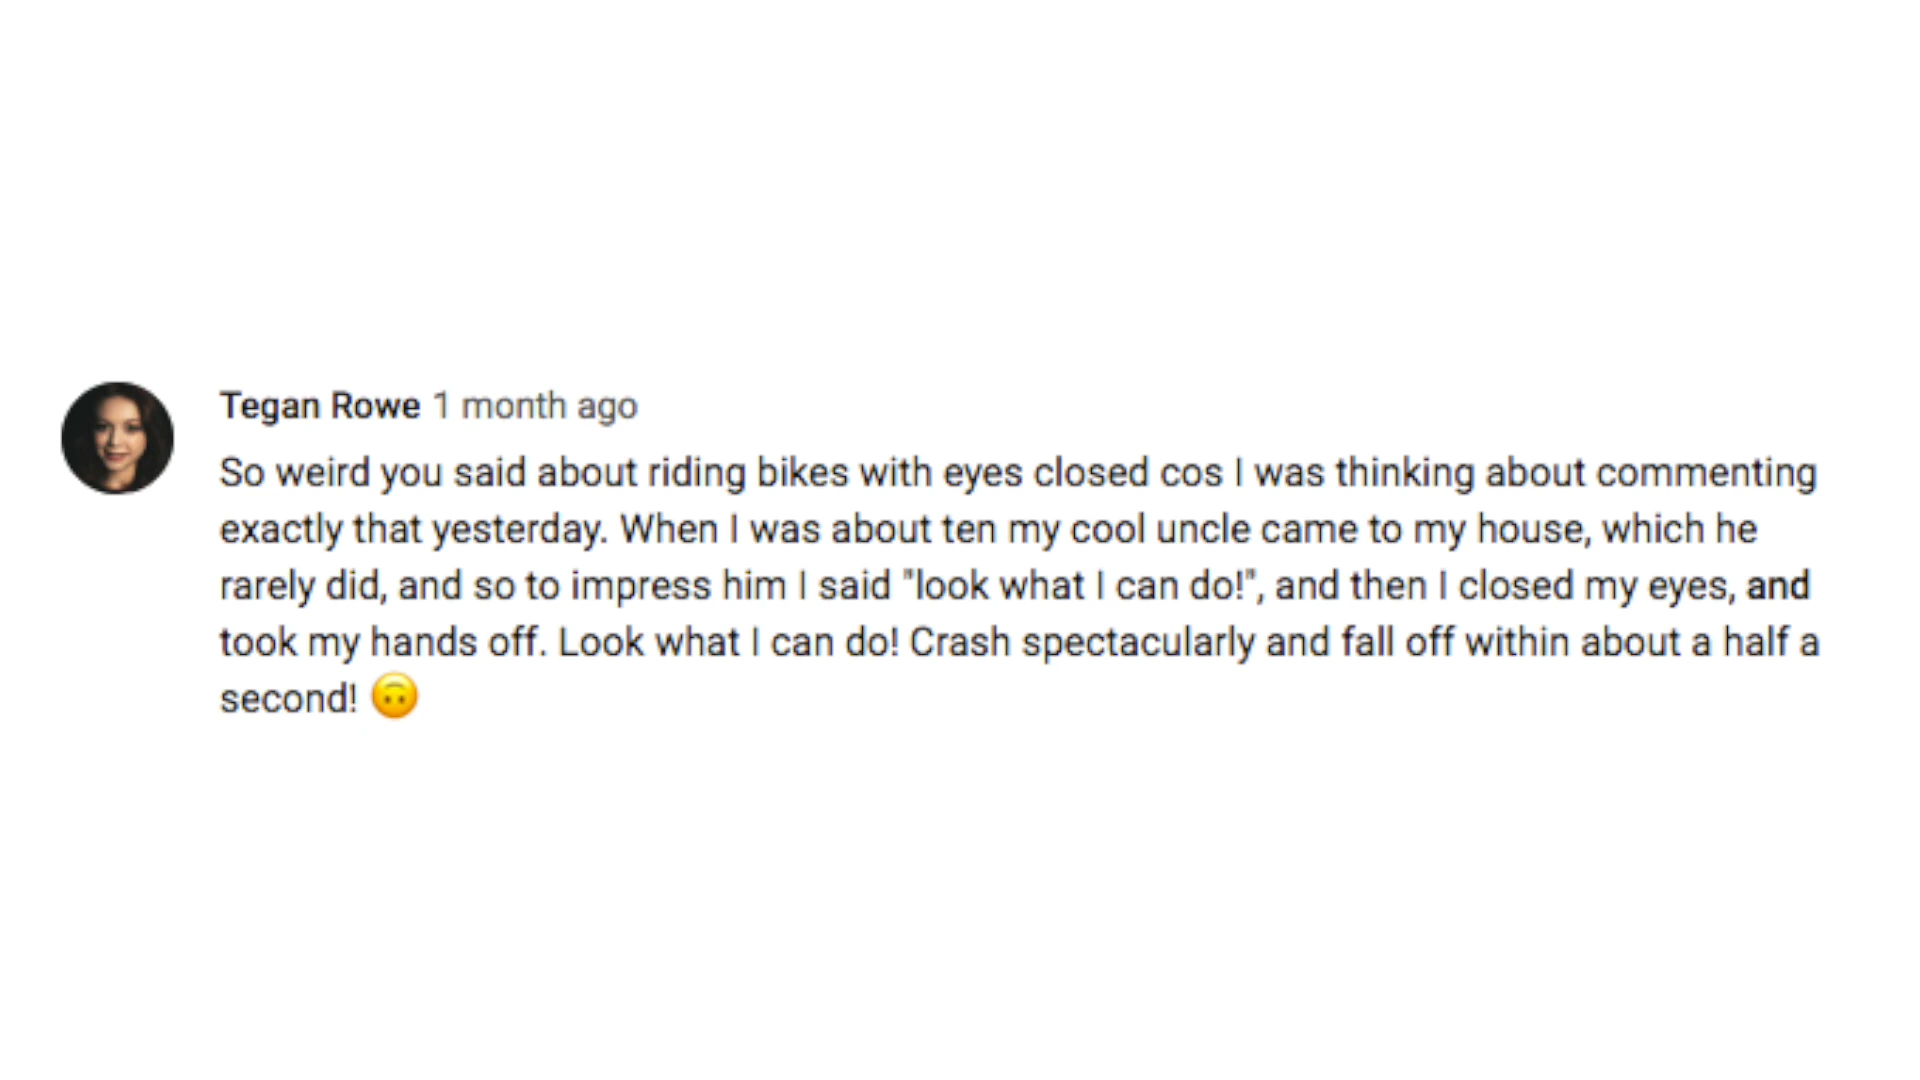 Tegan Rowe 1 month ago
So weird you said about riding bikes with eyes closed cos I was thinking about commenting
exactly that yesterday. When I was about ten my cool uncle came to my house, which he
rarely did, and so to impress him I said "look what I can do!", and then I closed my eyes, and
took my hands off. Look what I can do! Crash spectacularly and fall off within about a half a
second! 🙃